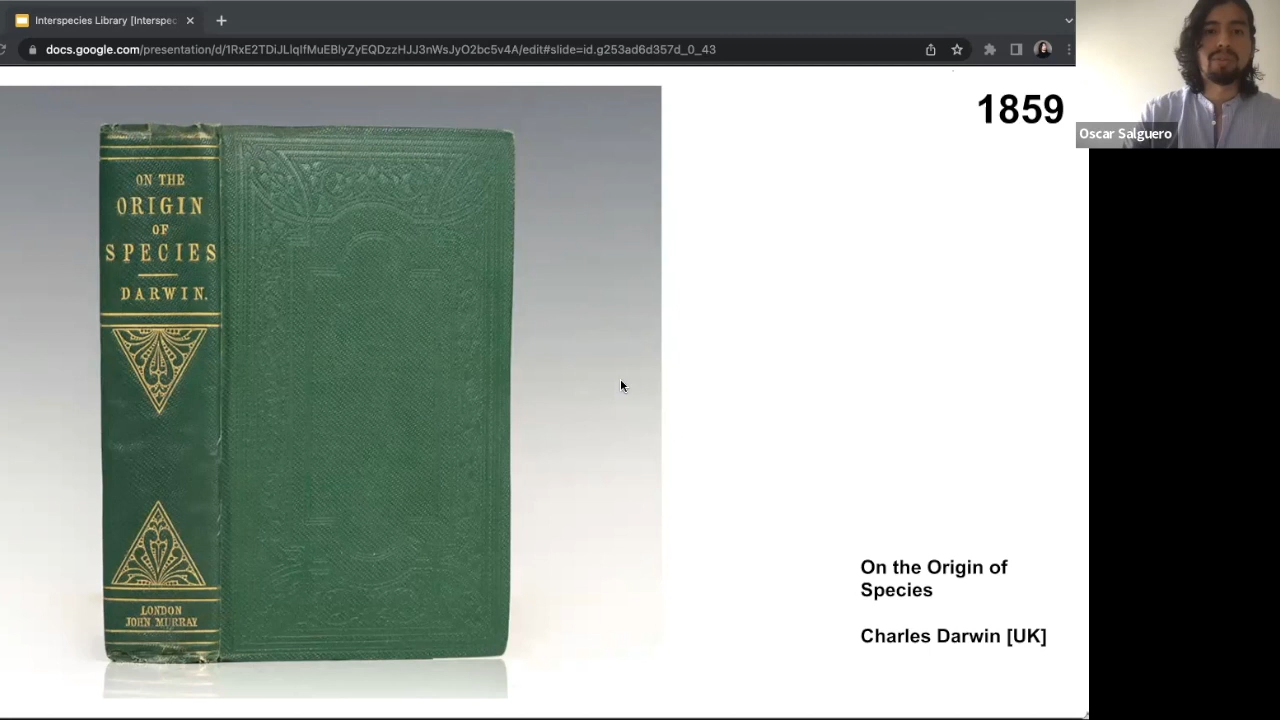 Interspecies Library [Interspec
docs.google.com/presentation/d/1RxE2TDiJLlqIfMuEBlyZyEQDzzHJJ3nWsJyO2bc5v4A/edit#slide=id.g253ad6d357d_0_43
1859
Oscar Salguero
ON THE
ORIGIN
OF
SPECIES
DARWIN.
LONDON
JOHN MURRAY
On the Origin of
Species
Charles Darwin [UK]